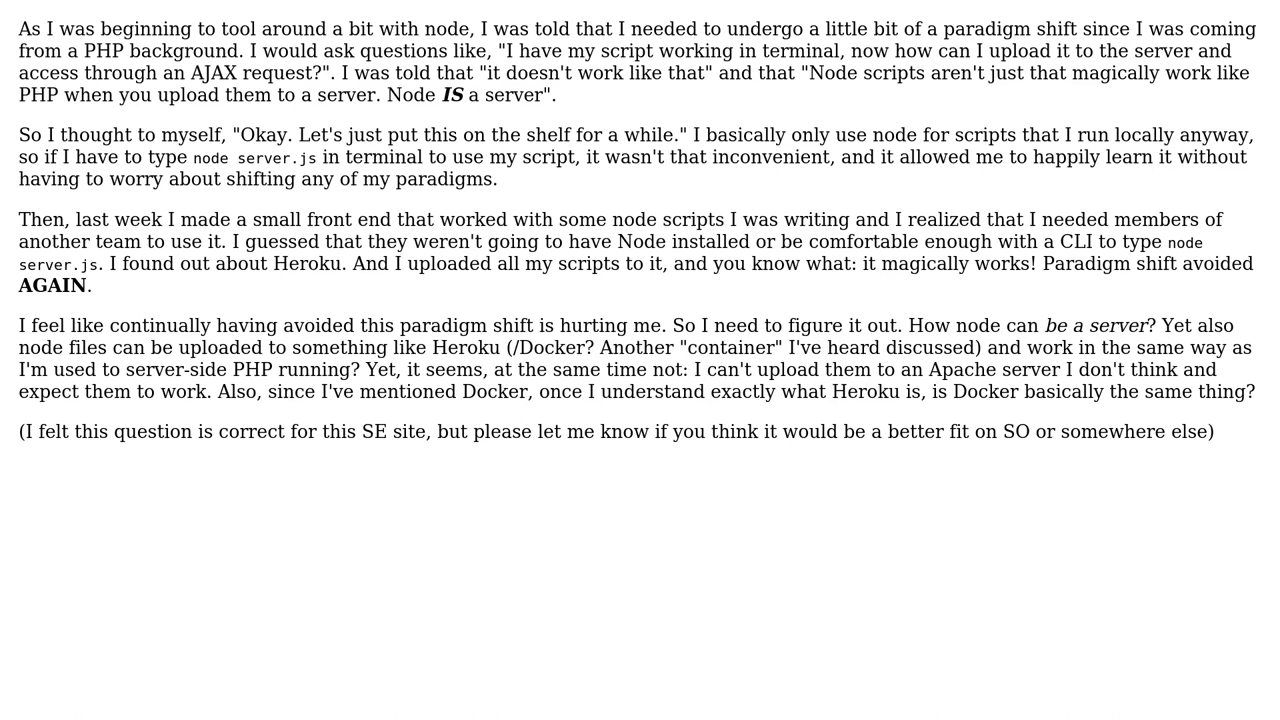 As I was beginning to tool around a bit with node, I was told that I needed to undergo a little bit of a paradigm shift since I was coming
from a PHP background. I would ask questions like, "I have my script working in terminal, now how can I upload it to the server and
access through an AJAX request?". I was told that "it doesn't work like that" and that "Node scripts aren't just that magically work like
PHP when you upload them to a server. Node IS a server".
So I thought to myself, "Okay. Let's just put this on the shelf for a while." I basically only use node for scripts that I run locally anyway,
so if I have to type node server.js in terminal to use my script, it wasn't that inconvenient, and it allowed me to happily learn it without
having to worry about shifting any of my paradigms.
Then, last week I made a small front end that worked with some node scripts I was writing and I realized that I needed members of
another team to use it. I guessed that they weren't going to have Node installed or be comfortable enough with a CLI to type node
server.js. I found out about Heroku. And I uploaded all my scripts to it, and you know what: it magically works! Paradigm shift avoided
AGAIN.
I feel like continually having avoided this paradigm shift is hurting me. So I need to figure it out. How node can be a server? Yet also
node files can be uploaded to something like Heroku (/Docker? Another "container" I've heard discussed) and work in the same way as
I'm used to server-side PHP running? Yet, it seems, at the same time not: I can't upload them to an Apache server I don't think and
expect them to work. Also, since I've mentioned Docker, once I understand exactly what Heroku is, is Docker basically the same thing?
(I felt this question is correct for this SE site, but please let me know if you think it would be a better fit on SO or somewhere else)